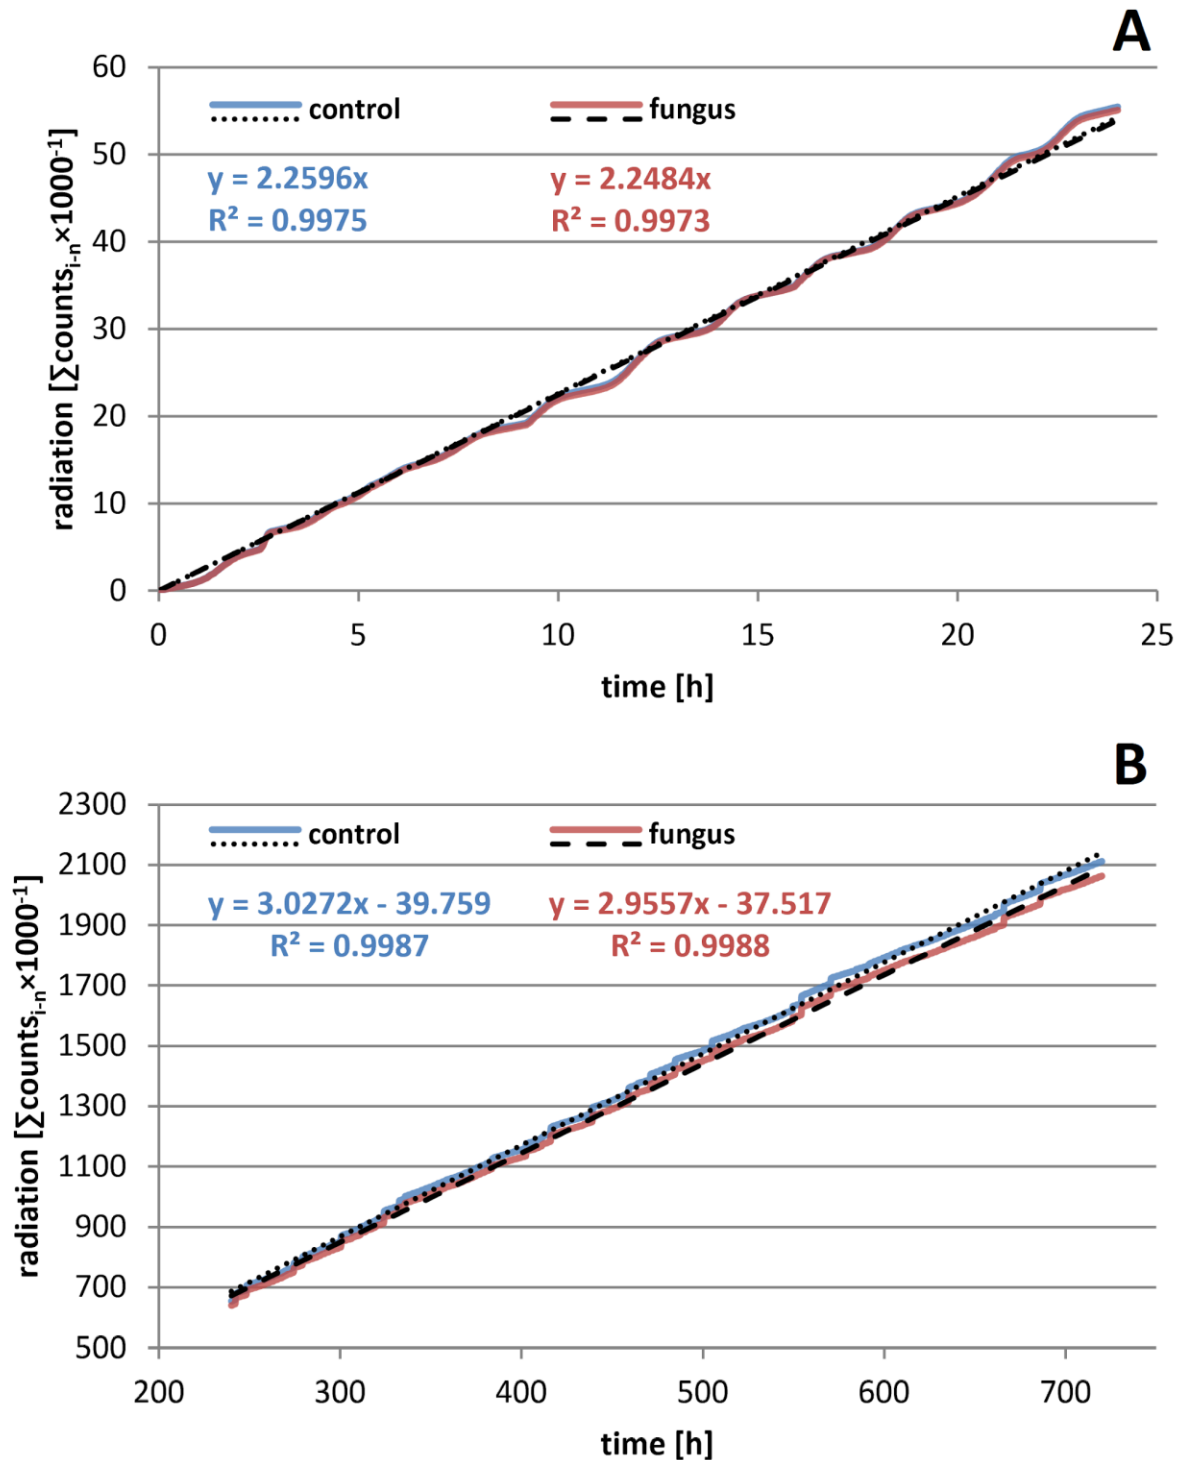 A
radiation [∑counts i-n ×1000⁻¹]
60
50
40
30
20
10
0
control
fungus
y = 2.2596x
R² = 0.9975
y = 2.2484x
R² = 0.9973
0 5 10 15 20 25
time [h]
B
radiation [∑counts i-n ×1000⁻¹]
2300
2100
1900
1700
1500
1300
1100
900
700
500
control
fungus
y = 3.0272x - 39.759
R² = 0.9987
y = 2.9557x - 37.517
R² = 0.9988
200 300 400 500 600 700
time [h]